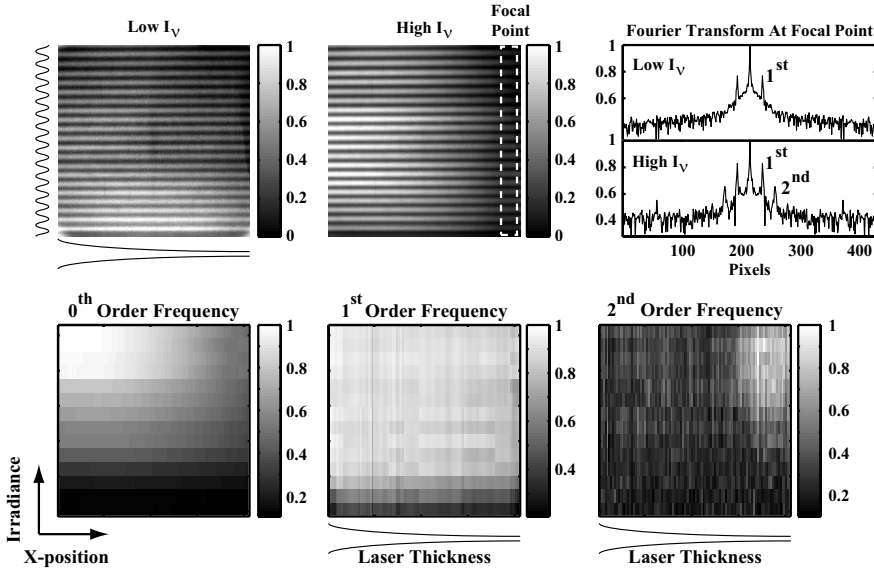 Low I_ν
High I_ν
Focal Point
Fourier Transform At Focal Point
1
0.8
0.6
0.4
0.2
0
1
0.8
0.6
0.4
0.2
0
Low I_ν
1^st
1
0.8
0.6
High I_ν
1^st
2^nd
1
0.8
0.6
0.4
100 200 300 400
Pixels
0^th Order Frequency
1^st Order Frequency
2^nd Order Frequency
1
0.8
0.6
0.4
0.2
1
0.8
0.6
0.4
1
0.8
0.6
0.4
0.2
Irradiance
X-position
Laser Thickness
Laser Thickness